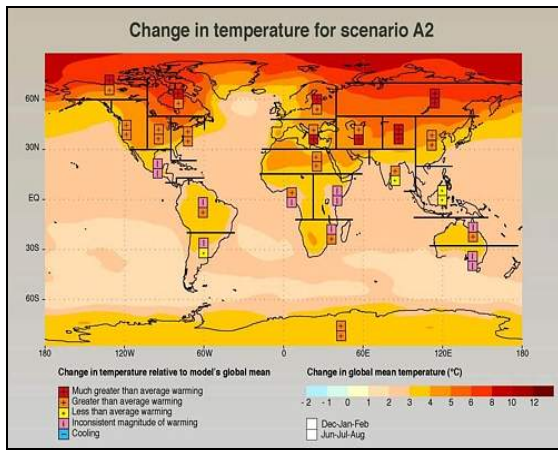 Change in temperature for scenario A2
60N
30N
EQ
30S
60S
180 120W 60W 0 60E 120E 180
Change in temperature relative to model's global mean
+ Much greater than average warming
+ Greater than average warming
+ Less than average warming
i Inconsistent magnitude of warming
− Cooling
Change in global mean temperature (°C)
-2 -1 0 1 2 3 4 5 6 8 10 12
Dec-Jan-Feb
Jun-Jul-Aug